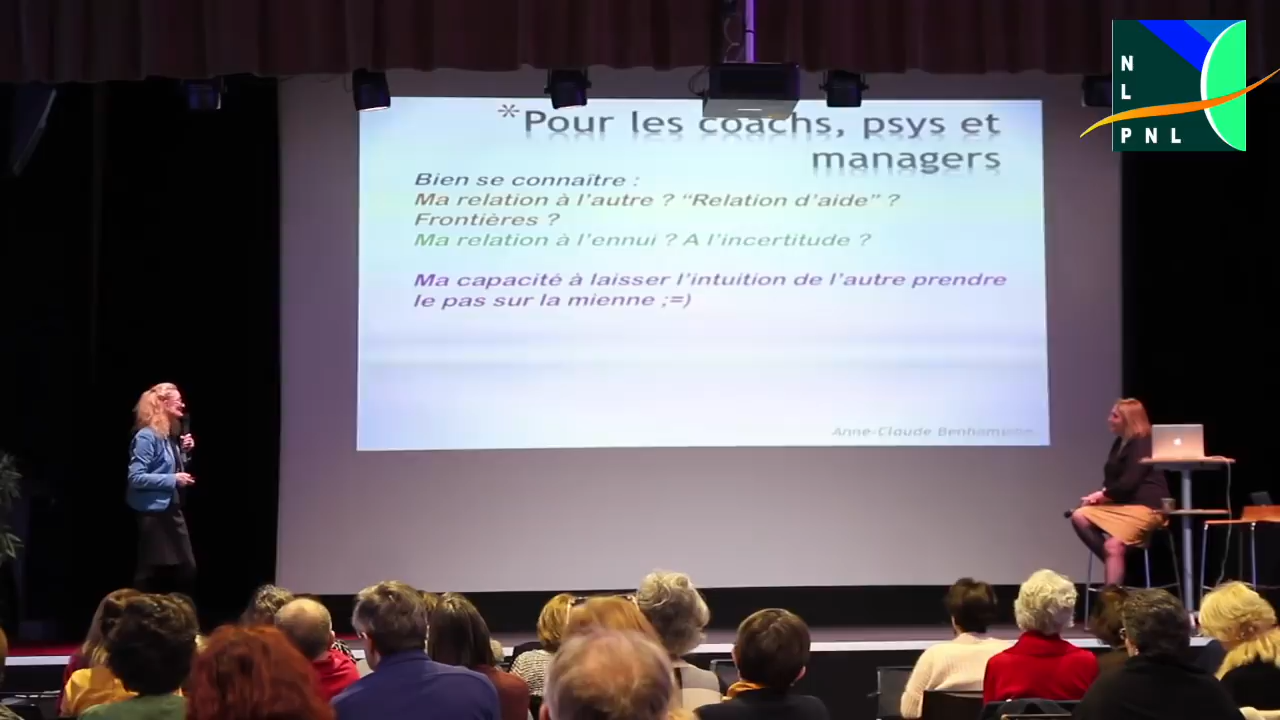 *Pour les coachs, psys et
managers
Bien se connaître :
Ma relation à l'autre ? “Relation d'aide” ?
Frontières ?
Ma relation à l'ennui ? A l'incertitude ?
Ma capacité à laisser l'intuition de l'autre prendre
le pas sur la mienne ;=)
Anne-Claude
N
L
PNL